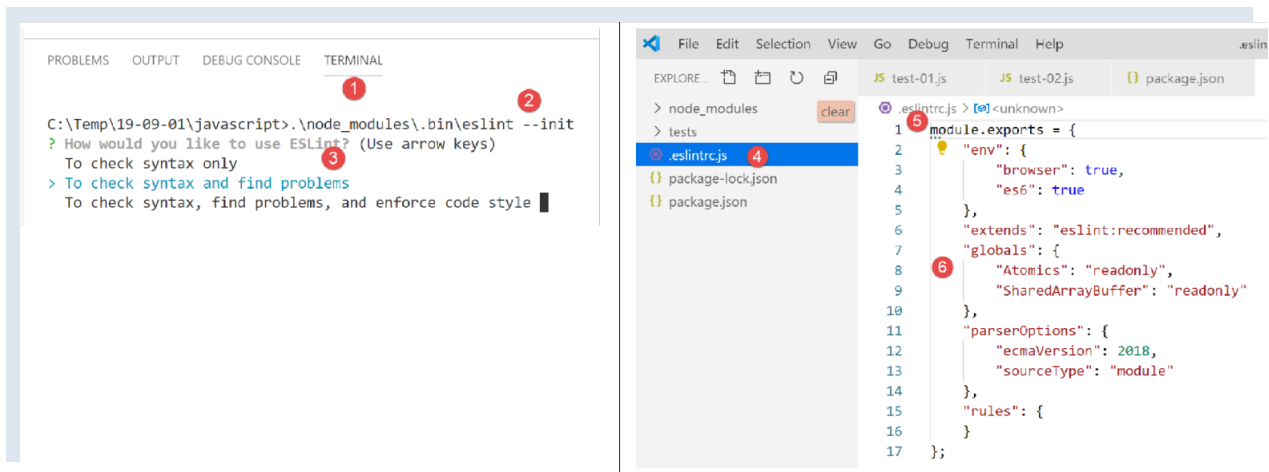 PROBLEMS OUTPUT DEBUG CONSOLE TERMINAL
1
2
C:\Temp\19-09-01\javascript>.\node_modules\.bin\eslint --init
? How would you like to use ESLint? (Use arrow keys)
3
To check syntax only
> To check syntax and find problems
To check syntax, find problems, and enforce code style
File Edit Selection View Go Debug Terminal Help .eslin
EXPLORE... JS test-01.js JS test-02.js {} package.json
> node_modules clear
> tests
.eslintrc.js 4
{} package-lock.json
{} package.json
.eslintrc.js > <unknown>
5
1 module.exports = {
2 "env": {
3 "browser": true,
4 "es6": true
5 },
6 "extends": "eslint:recommended",
7 "globals": {
8 "Atomics": "readonly",
6
9 "SharedArrayBuffer": "readonly"
10 },
11 "parserOptions": {
12 "ecmaVersion": 2018,
13 "sourceType": "module"
14 },
15 "rules": {
16 }
17 };